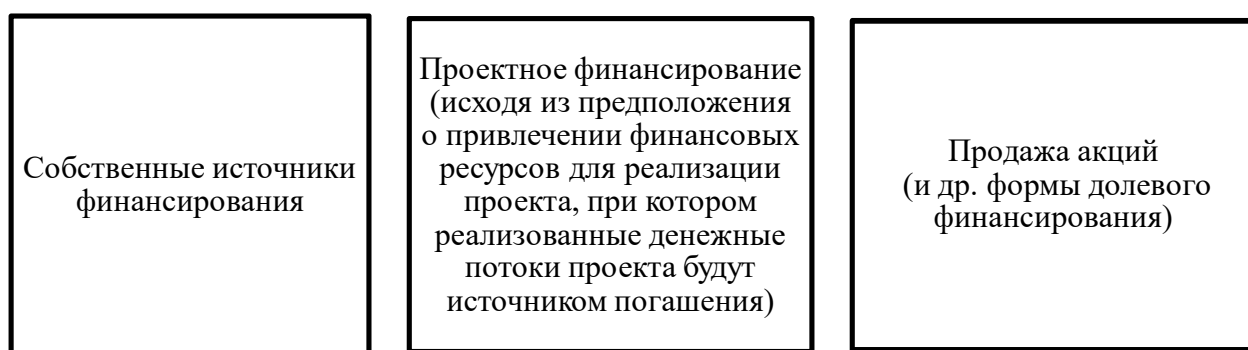 Собственные источники
финансирования
Проектное финансирование
(исходя из предположения
о привлечении финансовых
ресурсов для реализации
проекта, при котором
реализованные денежные
потоки проекта будут
источником погашения)
Продажа акций
(и др. формы долевого
финансирования)